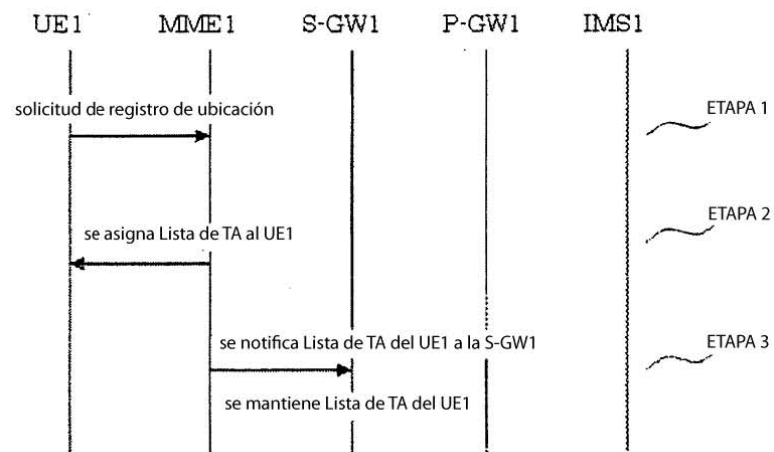 UE1 MME1 S-GW1 P-GW1 IMS1
solicitud de registro de ubicación
ETAPA 1
se asigna Lista de TA al UE1
ETAPA 2
se notifica Lista de TA del UE1 a la S-GW1
ETAPA 3
se mantiene Lista de TA del UE1